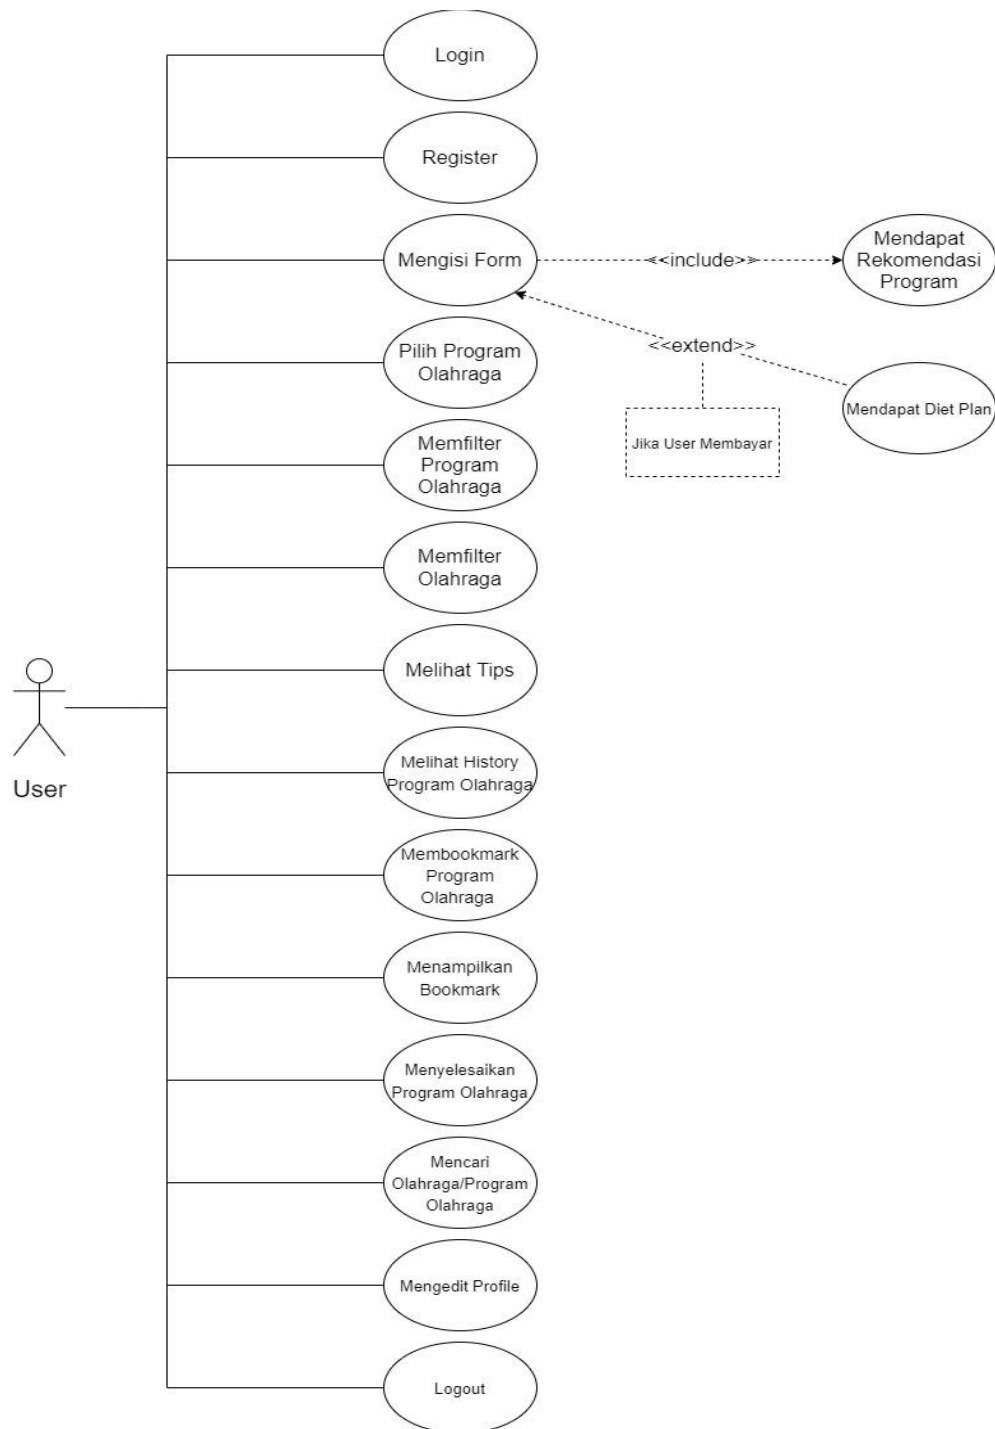 Login
Register
Mengisi Form
<<include>>
Mendapat
Rekomendasi
Program
Pilih Program
Olahraga
<<extend>>
Jika User Membayar
Mendapat Diet Plan
Memfilter
Program
Olahraga
Memfilter
Olahraga
Melihat Tips
User
Melihat History
Program Olahraga
Membookmark
Program
Olahraga
Menampilkan
Bookmark
Menyelesaikan
Program Olahraga
Mencari
Olahraga/Program
Olahraga
Mengedit Profile
Logout